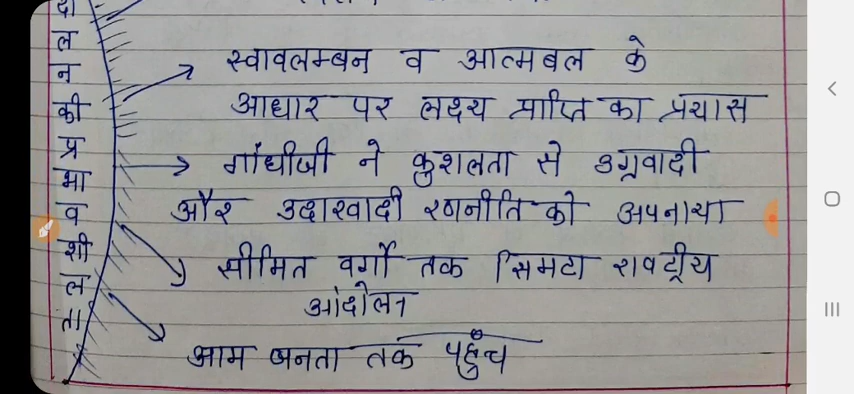 दो
ल
न
की
प्र
भा
व
शी
ल
ता
स्वावलम्बन व आत्मबल के
आधार पर लक्ष्य प्राप्ति का प्रयास
गांधीजी ने कुशलता से उग्रवादी
और उदारवादी रणनीति को अपनाया
सीमित वर्गों तक सिमटा राष्ट्रीय
आंदोलन
आम जनता तक पहुँच